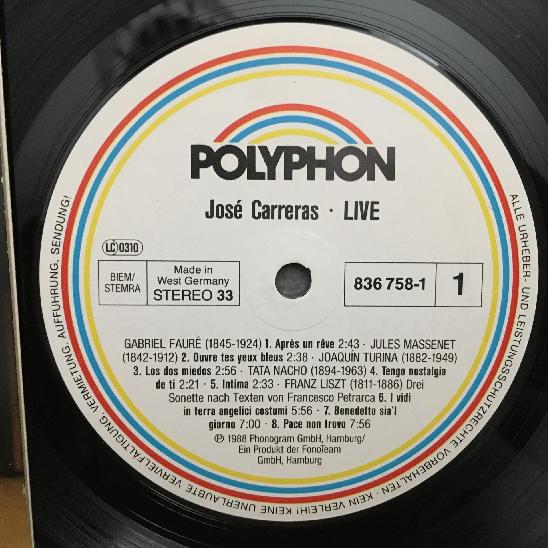 POLYPHON
José Carreras · LIVE
LC 0310
BIEM/
STEMRA
Made in
West Germany
STEREO 33
836 758-1
1
GABRIEL FAURÉ (1845-1924) 1. Après un rêve 2:43 · JULES MASSENET
(1842-1912) 2. Ouvre tes yeux bleus 2:38 · JOAQUÍN TURINA (1882-1949)
3. Los dos miedos 2:56 · TATA NACHO (1894-1963) 4. Tengo nostalgia
de ti 2:21 · 5. Intima 2:33 · FRANZ LISZT (1811-1886) Drei
Sonette nach Texten von Francesco Petrarca 6. I vidi
in terra angelici costumi 5:56 · 7. Benedetto sia'l
giorno 7:00 · 8. Pace non trovo 7:56
℗ 1988 Phonogram GmbH, Hamburg/
Ein Produkt der FonoTeam
GmbH, Hamburg
ALLE URHEBER- UND LEISTUNGSSCHUTZRECHTE VORBEHALTEN · KEIN VERLEIH! KEINE UNERLAUBTE VERVIELFÄLTIGUNG, VERMIETUNG, AUFFÜHRUNG, SENDUNG!